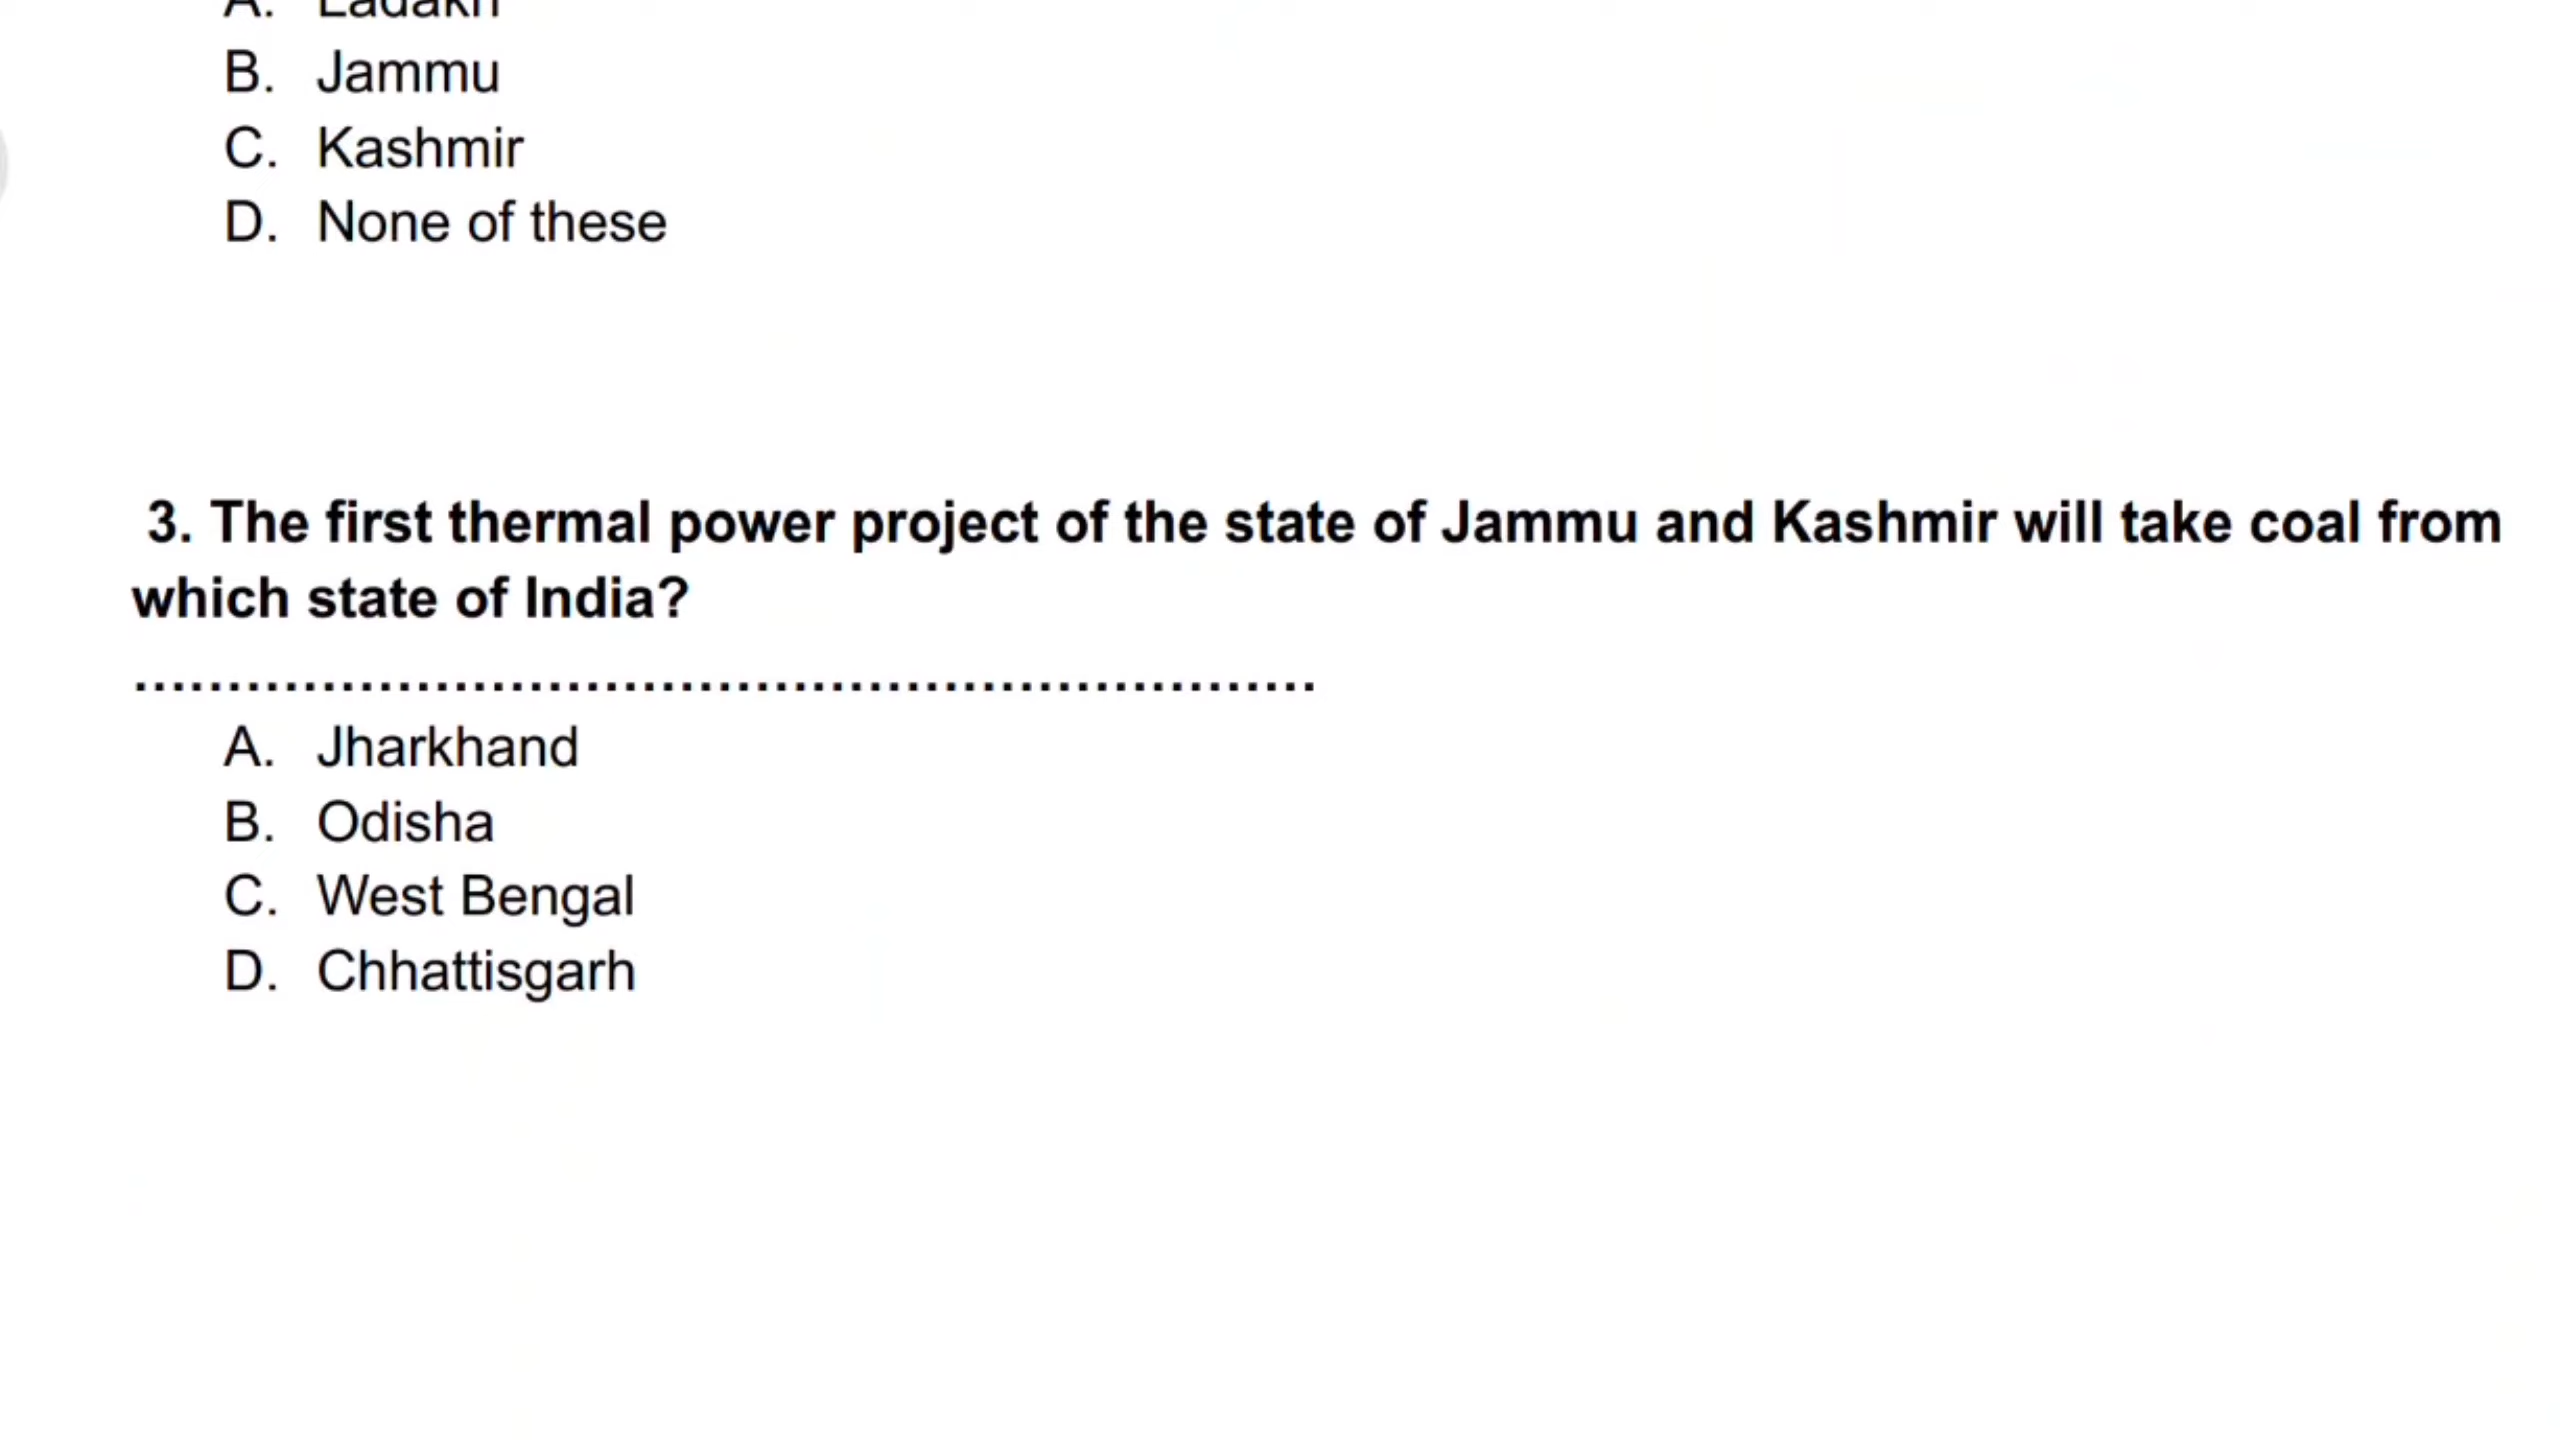 A. Ladakh
B. Jammu
C. Kashmir
D. None of these
3. The first thermal power project of the state of Jammu and Kashmir will take coal from
which state of India?
...............................................................
A. Jharkhand
B. Odisha
C. West Bengal
D. Chhattisgarh